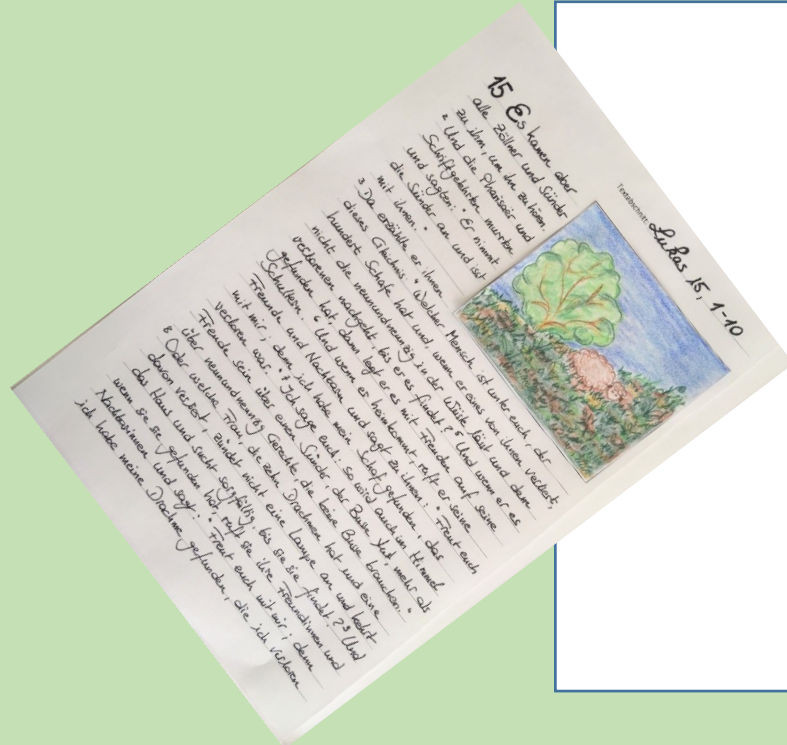 Textabschnitt: Lukas 15, 1-10
15 Es kamen aber
alle Zöllner und Sünder
zu ihm, um ihn zu hören.
2 Und die Pharisäer und
Schriftgelehrten murrten
und sagten: "Er nimmt
die Sünder an und isst
mit ihnen."
3 Da erzählte er ihnen
dieses Gleichnis: 4 Welcher Mensch ist unter euch, der
hundert Schafe hat und, wenn er eines von ihnen verliert,
nicht die neunundneunzig in der Wüste lässt und dem
verlorenen nachgeht bis er es findet? 5 Und wenn er es
gefunden hat, dann legt er es mit Freuden auf seine
Schultern. 6 Und wenn er heimkommt, ruft er seine
Freunde und Nachbarn und sagt zu ihnen: "Freut euch
mit mir; denn ich habe mein Schaf gefunden, das
verloren war." 7 Ich sage euch: so wird auch im Himmel
Freude sein über einen Sünder der Buße tut, mehr als
über neunundneunzig Gerechte, die keine Buße brauchen."
8 Oder welche Frau, die zehn Drachmen hat und eine
davon verliert, zündet nicht eine Lampe an und kehrt
das Haus und sucht sorgfältig, bis sie sie findet? 9 Und
wenn sie sie gefunden hat, ruft sie ihre Freundinnen und
Nachbarinnen und sagt: "Freut euch mit mir; denn
ich habe meine Drachme gefunden, die ich verloren